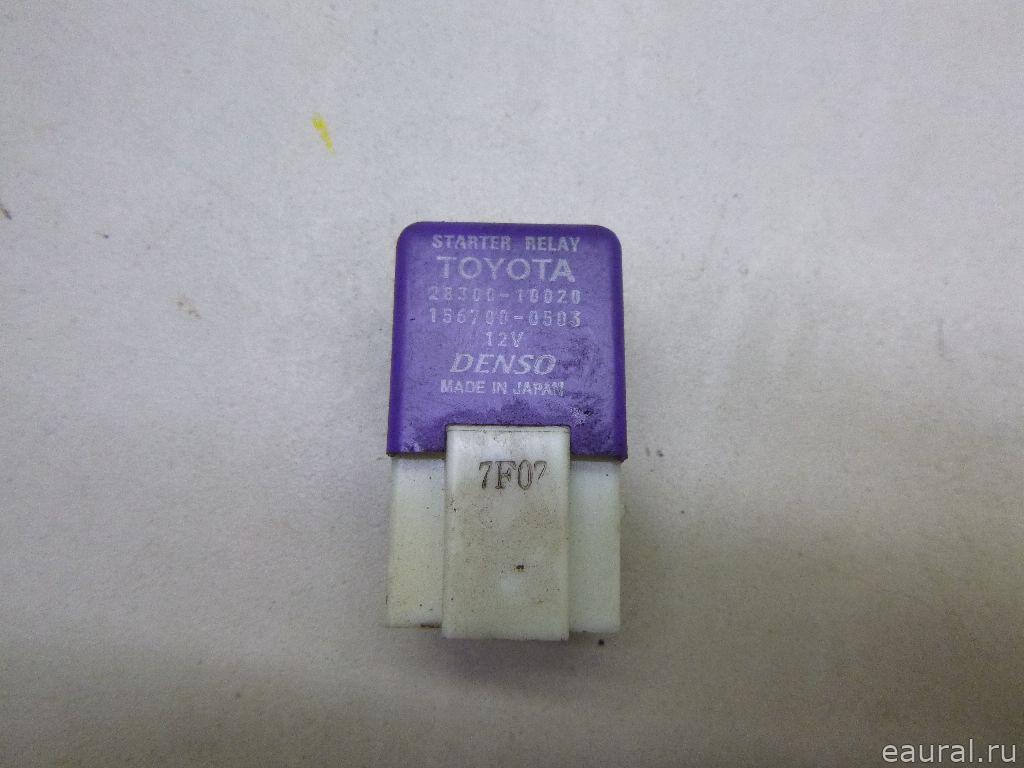 STARTER RELAY
TOYOTA
28300-10020
156700-0503
12V
DENSO
MADE IN JAPAN
7F07
eaural.ru